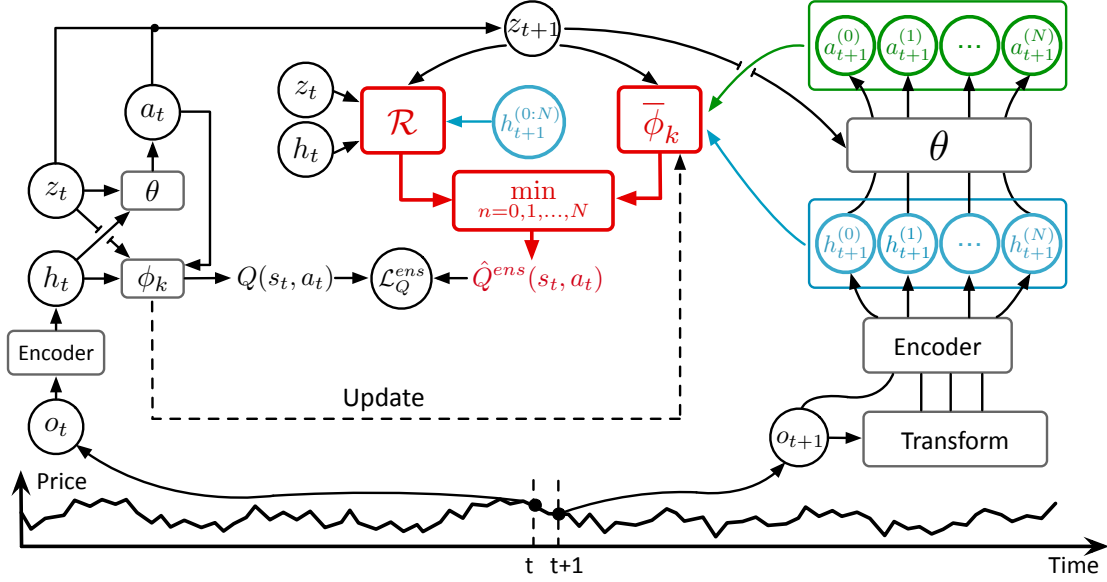 z_{t+1}
a_{t+1}^{(0)} a_{t+1}^{(1)} ... a_{t+1}^{(N)}
z_t
a_t
R
h_{t+1}^{(0:N)}
\overline{φ}_k
θ
h_t
z_t
θ
min
n=0,1,...,N
h_{t+1}^{(0)} h_{t+1}^{(1)} ... h_{t+1}^{(N)}
h_t
φ_k
Q(s_t, a_t)
L_Q^{ens}
\hat{Q}^{ens}(s_t, a_t)
Encoder
Encoder
Update
o_t
o_{t+1}
Transform
Price
t
t+1
Time